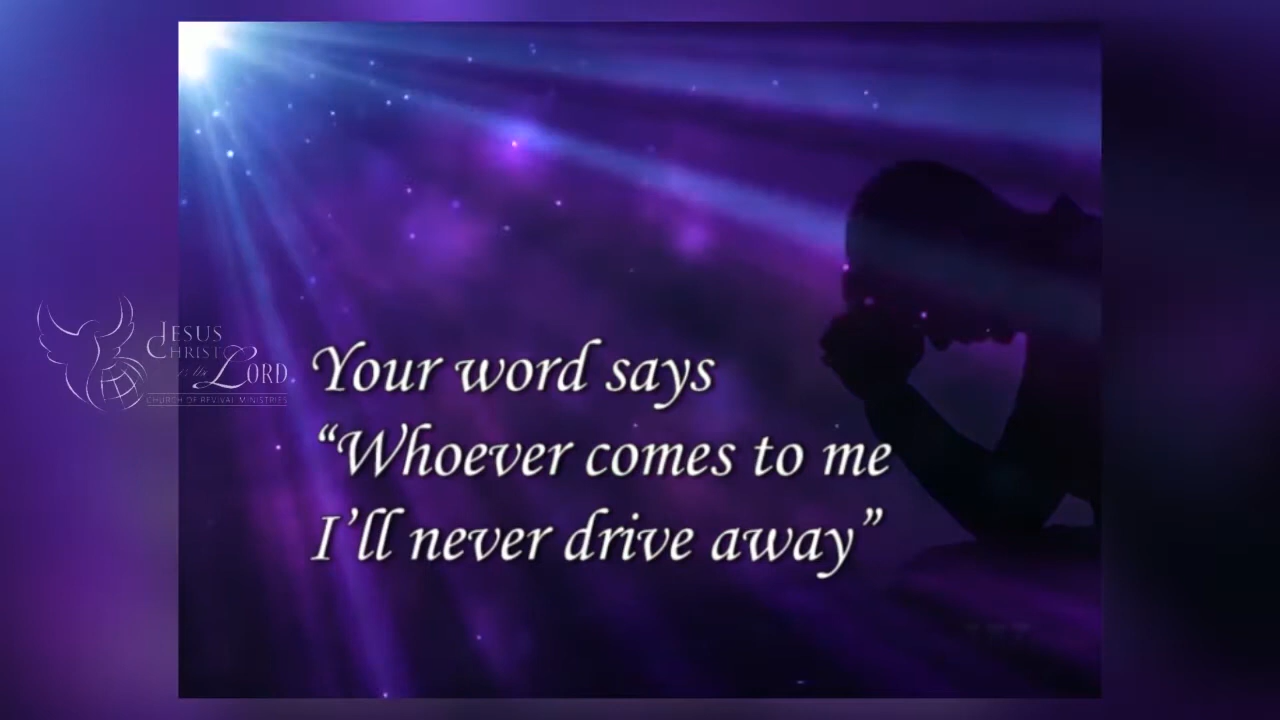 JESUS
CHRIST
is the LORD
CHURCH OF REVIVAL MINISTRIES
Your word says
“Whoever comes to me
I’ll never drive away”